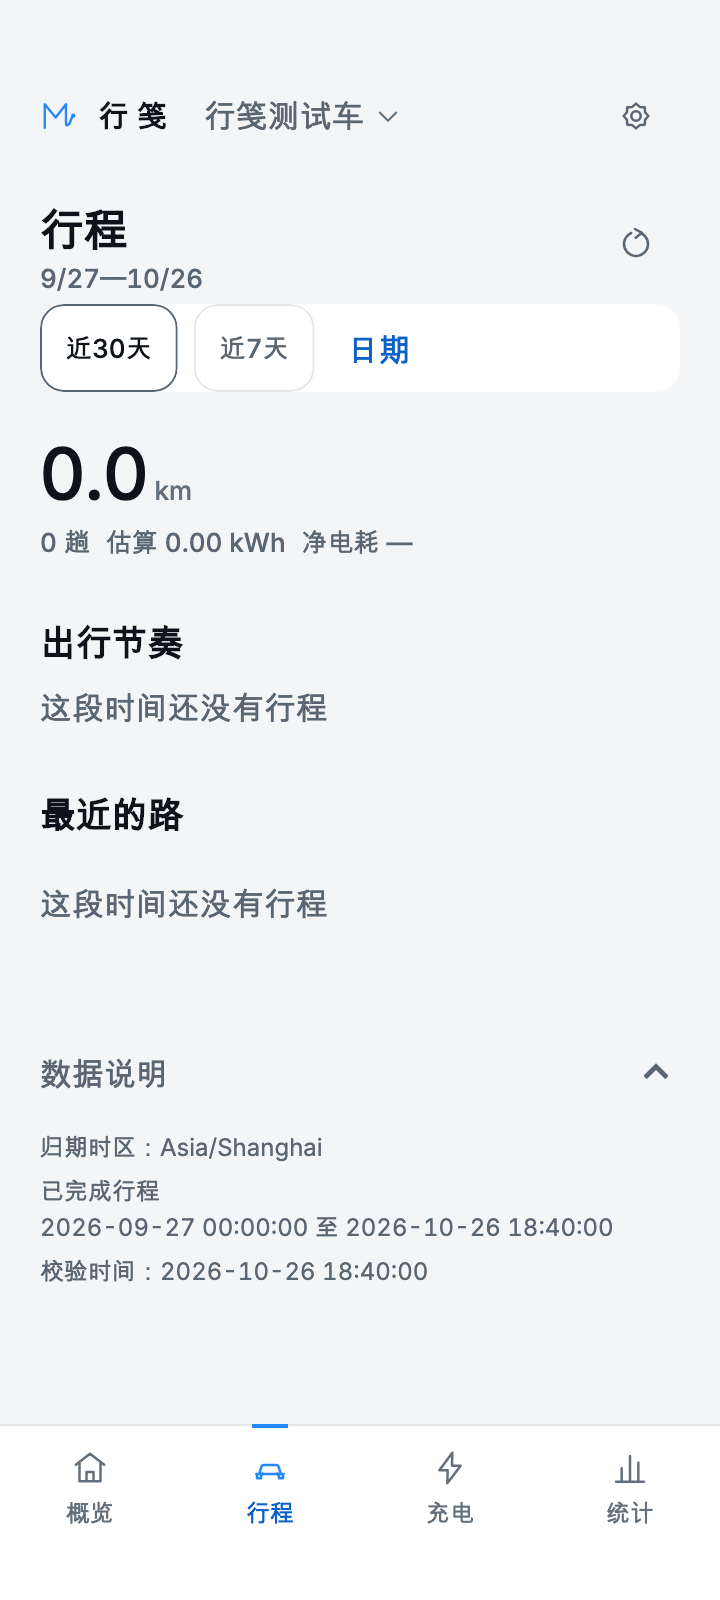 行 笺 行笺测试车
行程
9/27—10/26
近30天 近7天 日期
0.0 km
0 趟 估算 0.00 kWh 净电耗 —
出行节奏
这段时间还没有行程
最近的路
这段时间还没有行程
数据说明
归期时区：Asia/Shanghai
已完成行程
2026-09-27 00:00:00 至 2026-10-26 18:40:00
校验时间：2026-10-26 18:40:00
概览 行程 充电 统计